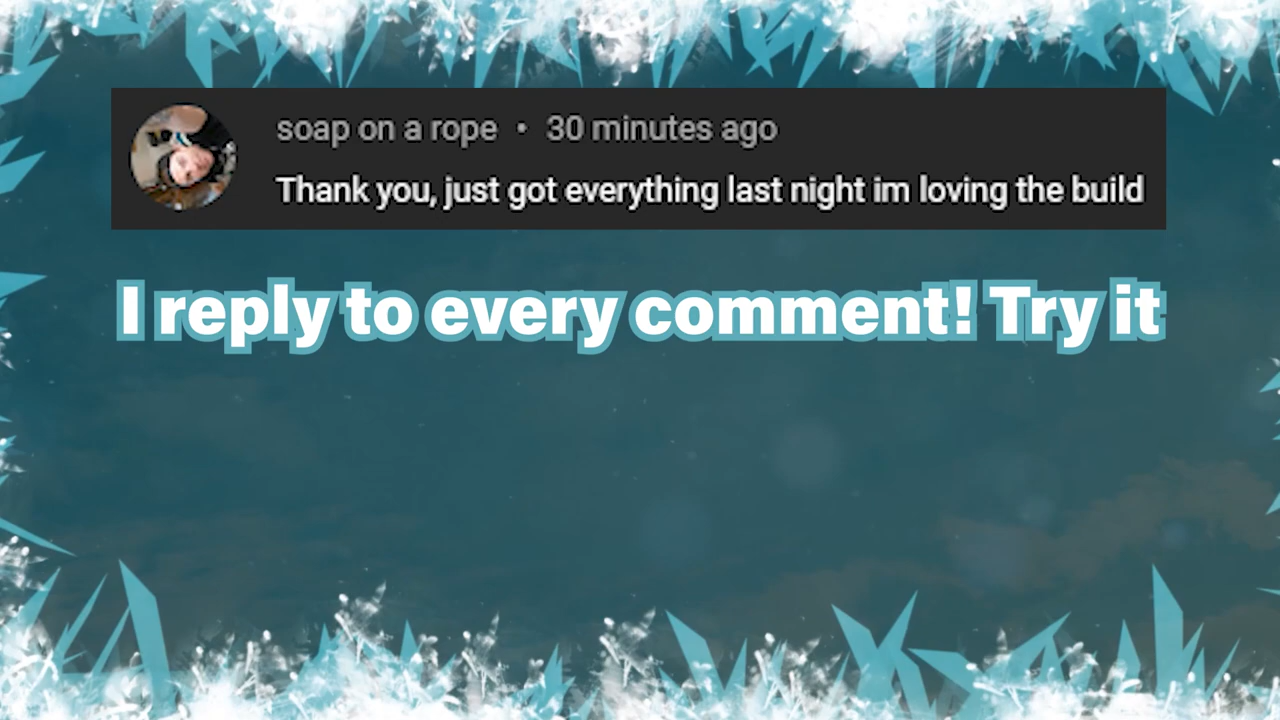 soap on a rope • 30 minutes ago
Thank you, just got everything last night im loving the build
I reply to every comment! Try it